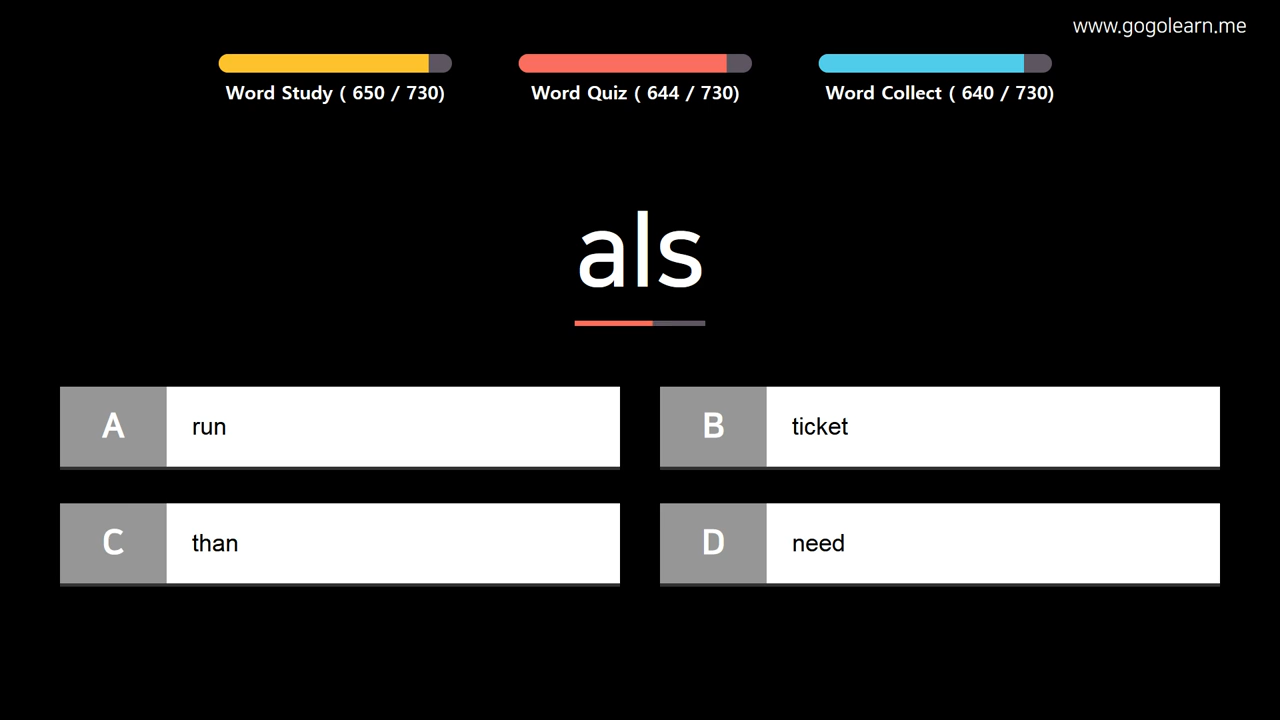 www.gogolearn.me
Word Study ( 650 / 730)
Word Quiz ( 644 / 730)
Word Collect ( 640 / 730)
als
A run
B ticket
C than
D need